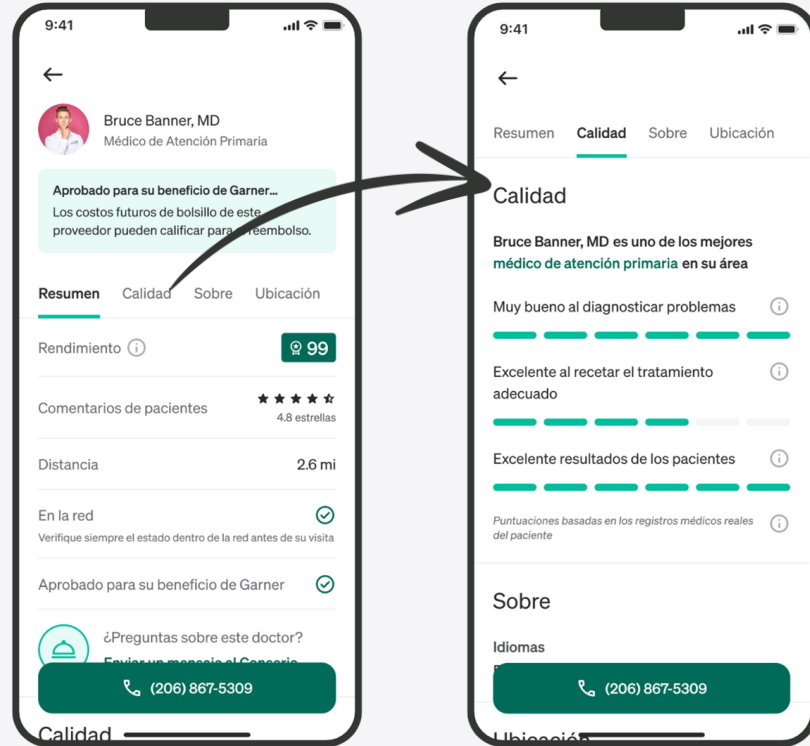 9:41
Bruce Banner, MD
Médico de Atención Primaria
Aprobado para su beneficio de Garner...
Los costos futuros de bolsillo de este
proveedor pueden calificar para reembolso.
Resumen Calidad Sobre Ubicación
Rendimiento 99
Comentarios de pacientes
4.8 estrellas
Distancia 2.6 mi
En la red
Verifique siempre el estado dentro de la red antes de su visita
Aprobado para su beneficio de Garner
¿Preguntas sobre este doctor?
Enviar un mensaje al Conserje
(206) 867-5309
Calidad
9:41
Resumen Calidad Sobre Ubicación
Calidad
Bruce Banner, MD es uno de los mejores
médico de atención primaria en su área
Muy bueno al diagnosticar problemas
Excelente al recetar el tratamiento
adecuado
Excelente resultados de los pacientes
Puntuaciones basadas en los registros médicos reales
del paciente
Sobre
Idiomas
(206) 867-5309
Ubicación